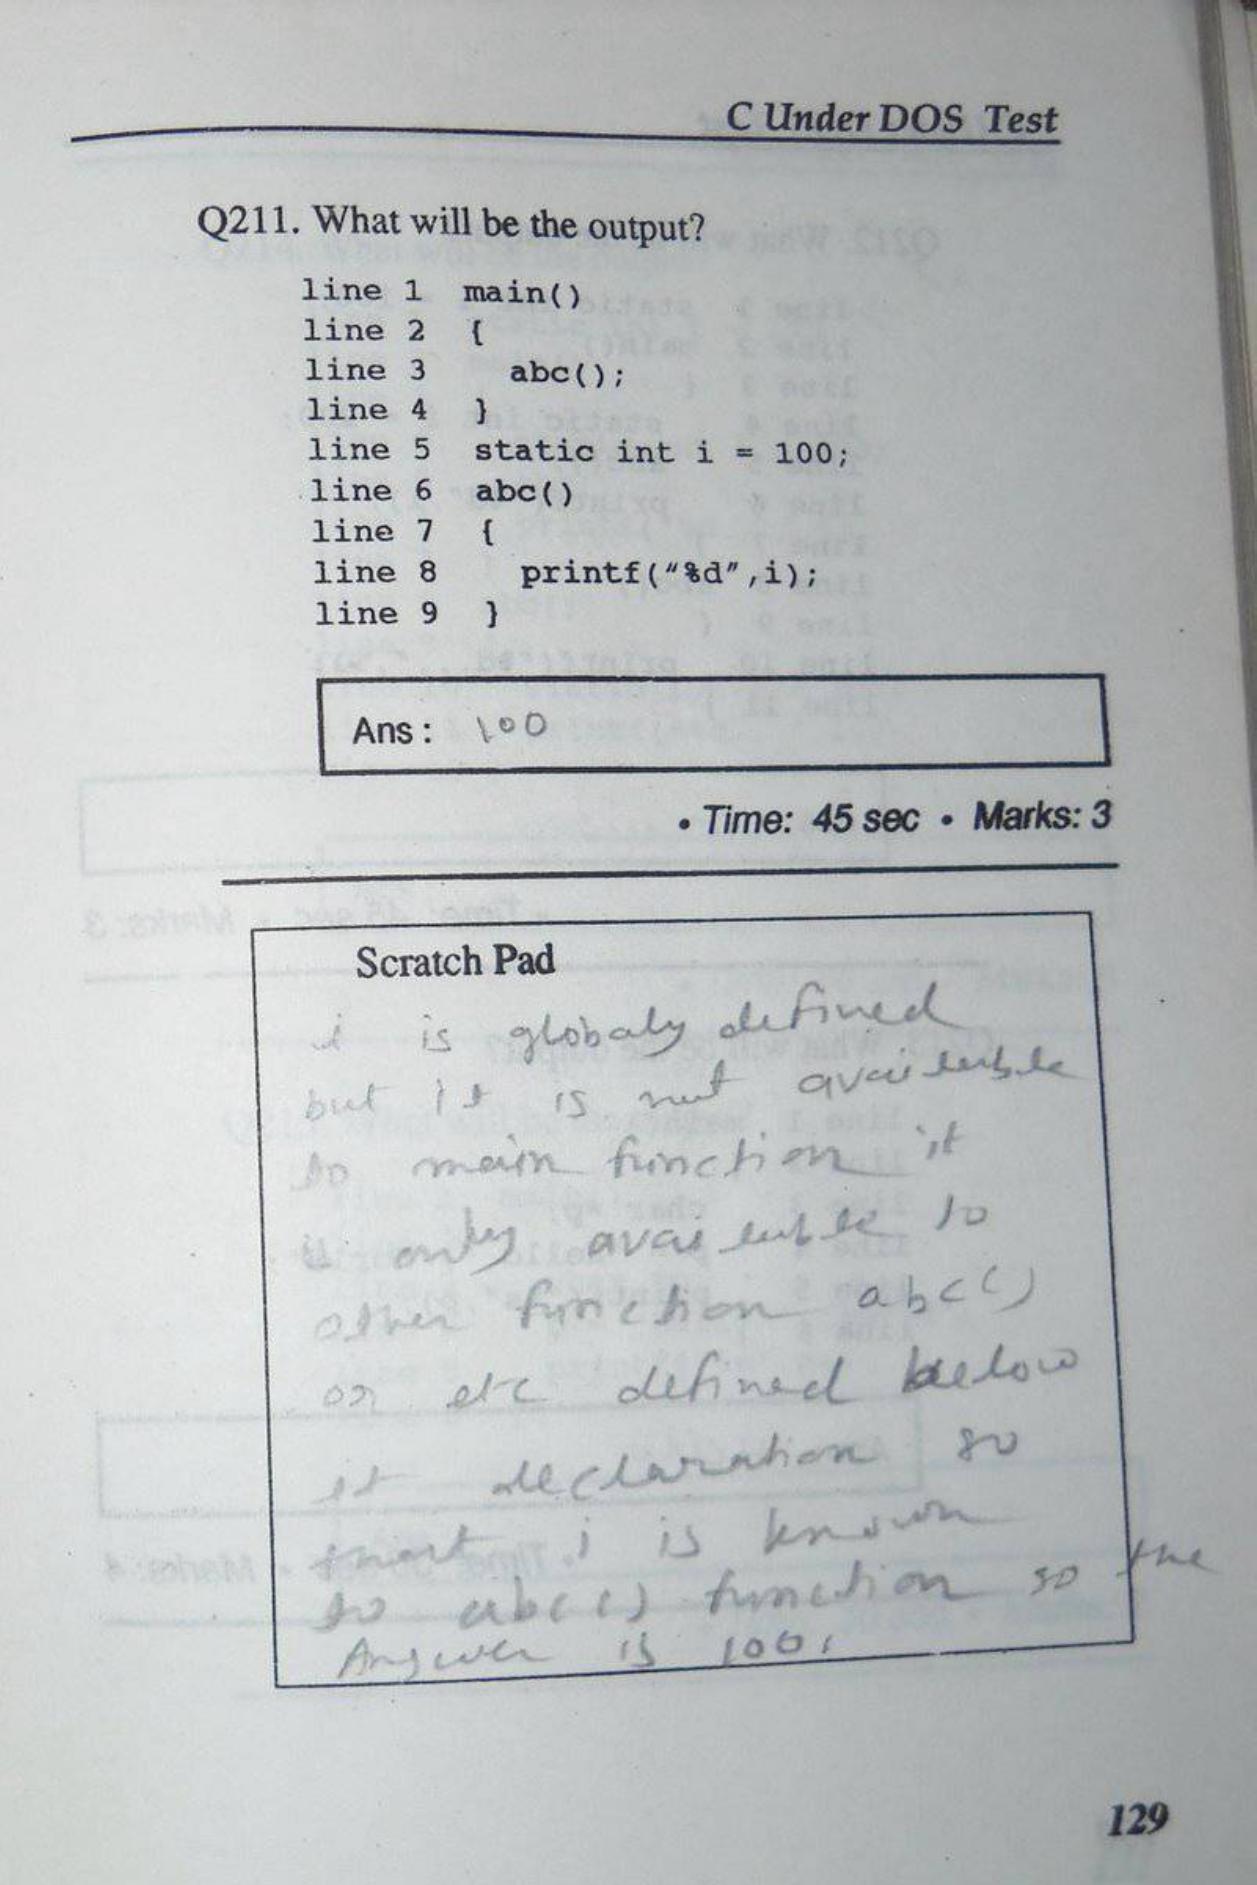 C Under DOS Test
Q211. What will be the output?
line 1 main()
line 2 {
line 3 abc();
line 4 }
line 5 static int i = 100;
line 6 abc()
line 7 {
line 8 printf("%d",i);
line 9 }
Ans : 100
• Time: 45 sec • Marks: 3
Scratch Pad
i is globaly defined
but it is not available
to main function it
is only available to
other function abc()
or etc defined below
it declaration so
i is known
to abc() function so the
Answer is 100.
129